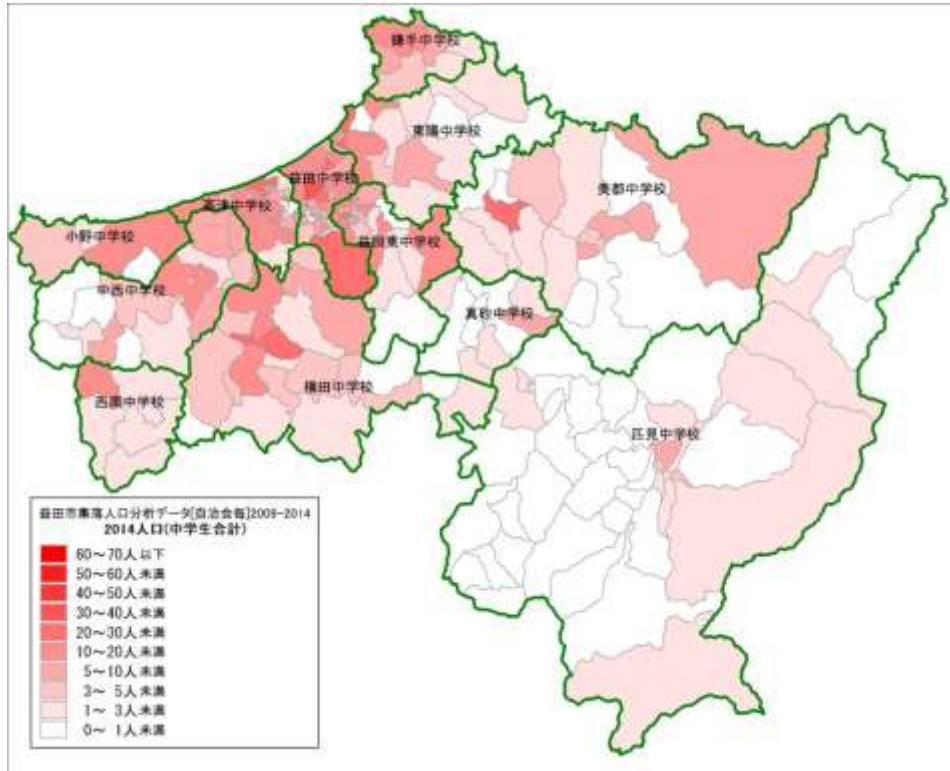 鎌手中学校
東陽中学校
益田中学校
美都中学校
高津中学校
小野中学校
益田東中学校
中西中学校
真砂中学校
西園中学校
横田中学校
匹見中学校
益田市集落人口分析データ[自治会毎]2009-2014
2014人口(中学生合計)
60～70人以下
50～60人未満
40～50人未満
30～40人未満
20～30人未満
10～20人未満
5～10人未満
3～ 5人未満
1～ 3人未満
0～ 1人未満